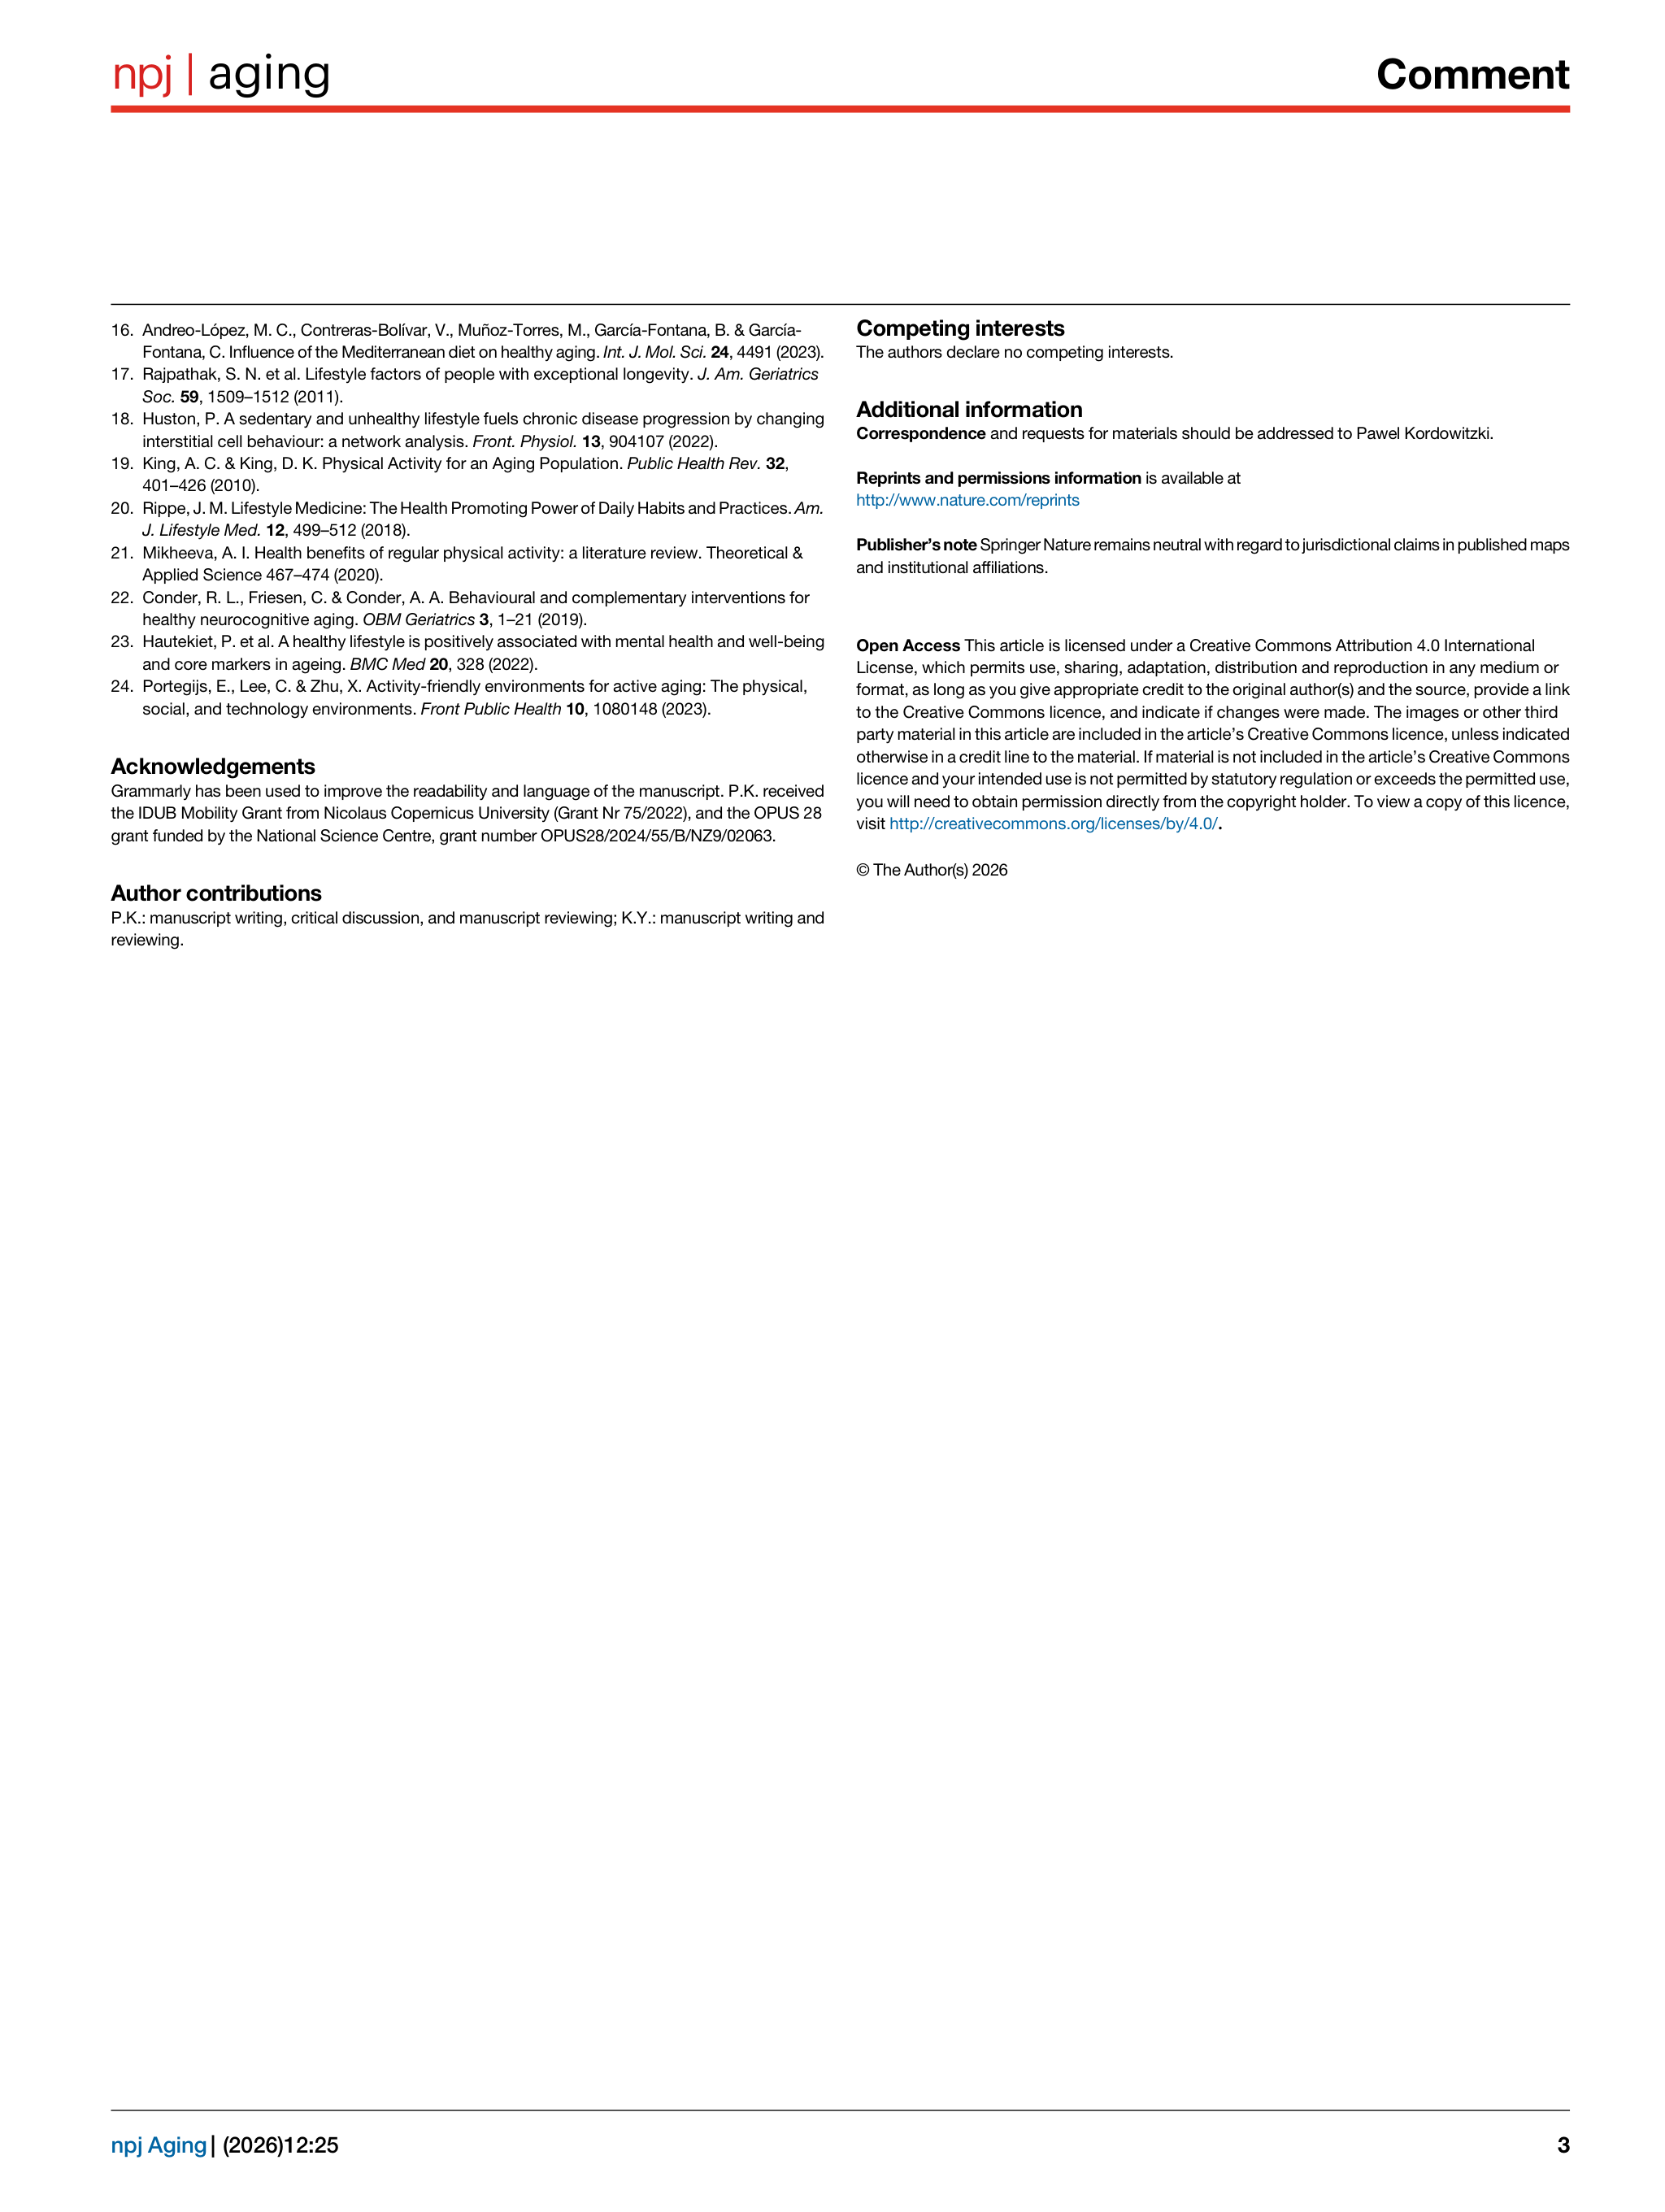 npj | aging
Comment
16. Andreo-López, M. C., Contreras-Bolívar, V., Muñoz-Torres, M., García-Fontana, B. & García-
Fontana, C. Influence of the Mediterranean diet on healthy aging. Int. J. Mol. Sci. 24, 4491 (2023).
17. Rajpathak, S. N. et al. Lifestyle factors of people with exceptional longevity. J. Am. Geriatrics
Soc. 59, 1509–1512 (2011).
18. Huston, P. A sedentary and unhealthy lifestyle fuels chronic disease progression by changing
interstitial cell behaviour: a network analysis. Front. Physiol. 13, 904107 (2022).
19. King, A. C. & King, D. K. Physical Activity for an Aging Population. Public Health Rev. 32,
401–426 (2010).
20. Rippe, J. M. Lifestyle Medicine: The Health Promoting Power of Daily Habits and Practices. Am.
J. Lifestyle Med. 12, 499–512 (2018).
21. Mikheeva, A. I. Health benefits of regular physical activity: a literature review. Theoretical &
Applied Science 467–474 (2020).
22. Conder, R. L., Friesen, C. & Conder, A. A. Behavioural and complementary interventions for
healthy neurocognitive aging. OBM Geriatrics 3, 1–21 (2019).
23. Hautekiet, P. et al. A healthy lifestyle is positively associated with mental health and well-being
and core markers in ageing. BMC Med 20, 328 (2022).
24. Portegijs, E., Lee, C. & Zhu, X. Activity-friendly environments for active aging: The physical,
social, and technology environments. Front Public Health 10, 1080148 (2023).
Acknowledgements
Grammarly has been used to improve the readability and language of the manuscript. P.K. received
the IDUB Mobility Grant from Nicolaus Copernicus University (Grant Nr 75/2022), and the OPUS 28
grant funded by the National Science Centre, grant number OPUS28/2024/55/B/NZ9/02063.
Author contributions
P.K.: manuscript writing, critical discussion, and manuscript reviewing; K.Y.: manuscript writing and
reviewing.
Competing interests
The authors declare no competing interests.
Additional information
Correspondence and requests for materials should be addressed to Pawel Kordowitzki.
Reprints and permissions information is available at
http://www.nature.com/reprints
Publisher's note Springer Nature remains neutral with regard to jurisdictional claims in published maps
and institutional affiliations.
Open Access This article is licensed under a Creative Commons Attribution 4.0 International
License, which permits use, sharing, adaptation, distribution and reproduction in any medium or
format, as long as you give appropriate credit to the original author(s) and the source, provide a link
to the Creative Commons licence, and indicate if changes were made. The images or other third
party material in this article are included in the article's Creative Commons licence, unless indicated
otherwise in a credit line to the material. If material is not included in the article's Creative Commons
licence and your intended use is not permitted by statutory regulation or exceeds the permitted use,
you will need to obtain permission directly from the copyright holder. To view a copy of this licence,
visit http://creativecommons.org/licenses/by/4.0/.
© The Author(s) 2026
npj Aging | (2026)12:25
3